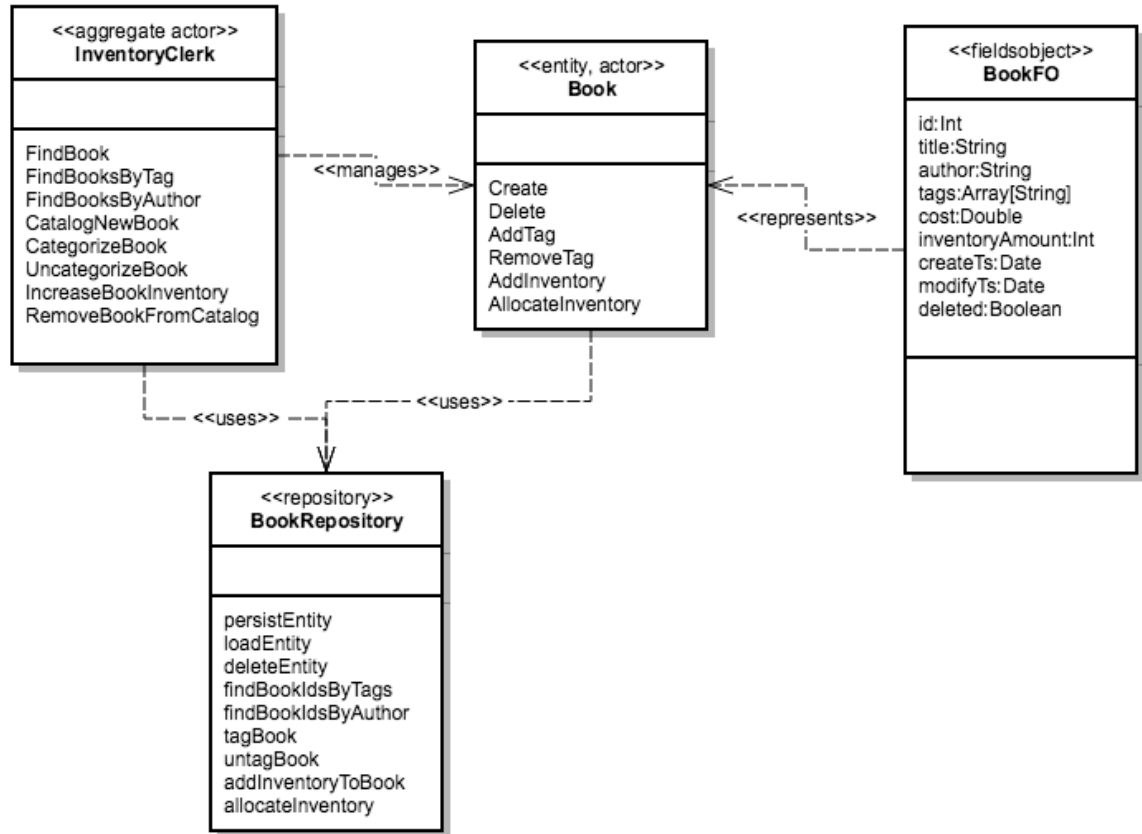 <<aggregate actor>>
InventoryClerk
FindBook
FindBooksByTag
FindBooksByAuthor
CatalogNewBook
CategorizeBook
UncategorizeBook
IncreaseBookInventory
RemoveBookFromCatalog
<<manages>>
<<entity, actor>>
Book
Create
Delete
AddTag
RemoveTag
AddInventory
AllocateInventory
<<represents>>
<<fieldsobject>>
BookFO
id:Int
title:String
author:String
tags:Array[String]
cost:Double
inventoryAmount:Int
createTs:Date
modifyTs:Date
deleted:Boolean
<<uses>>
<<uses>>
<<repository>>
BookRepository
persistEntity
loadEntity
deleteEntity
findBookIdsByTags
findBookIdsByAuthor
tagBook
untagBook
addInventoryToBook
allocateInventory